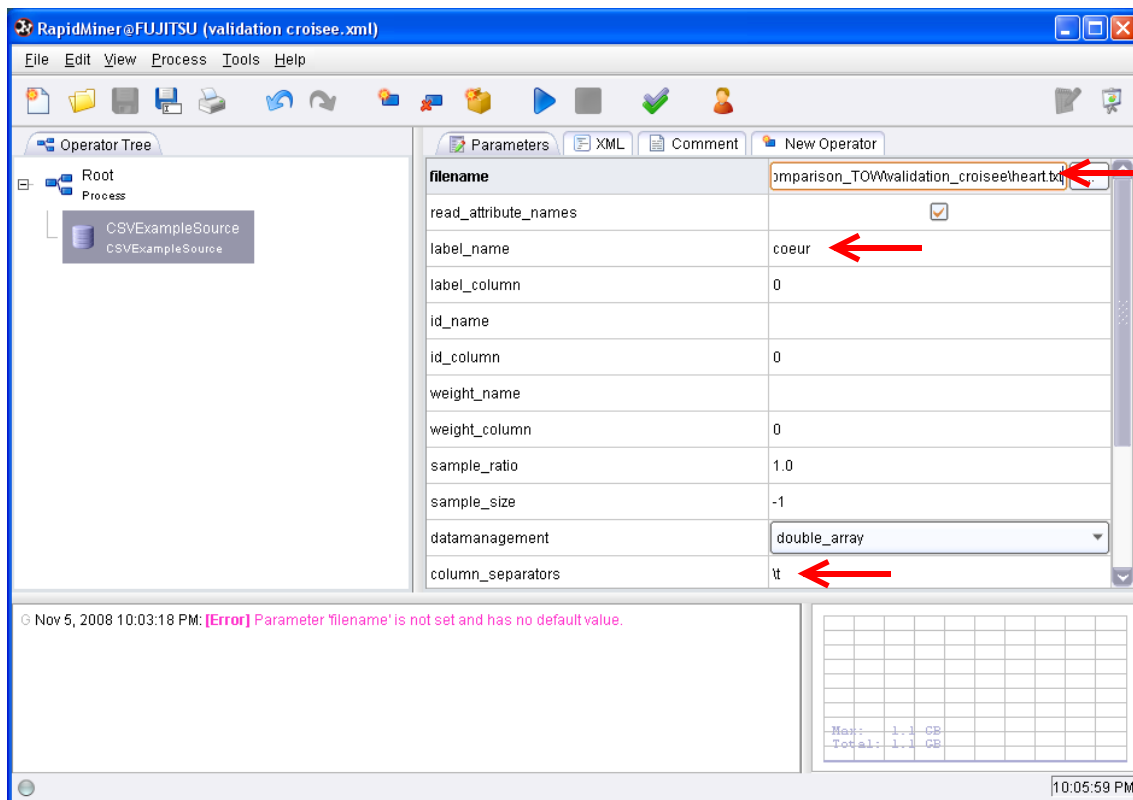 RapidMiner@FUJITSU (validation croisee.xml)
File Edit View Process Tools Help
Operator Tree
Root
Process
CSVExampleSource
CSVExampleSource
Parameters XML Comment New Operator
filename omparison_TOW\validation_croisee\heart.txt
read_attribute_names
label_name coeur
label_column 0
id_name
id_column 0
weight_name
weight_column 0
sample_ratio 1.0
sample_size -1
datamanagement double_array
column_separators \t
G Nov 5, 2008 10:03:18 PM: [Error] Parameter 'filename' is not set and has no default value.
Max: 1.1 GB
Total: 1.1 GB
10:05:59 PM